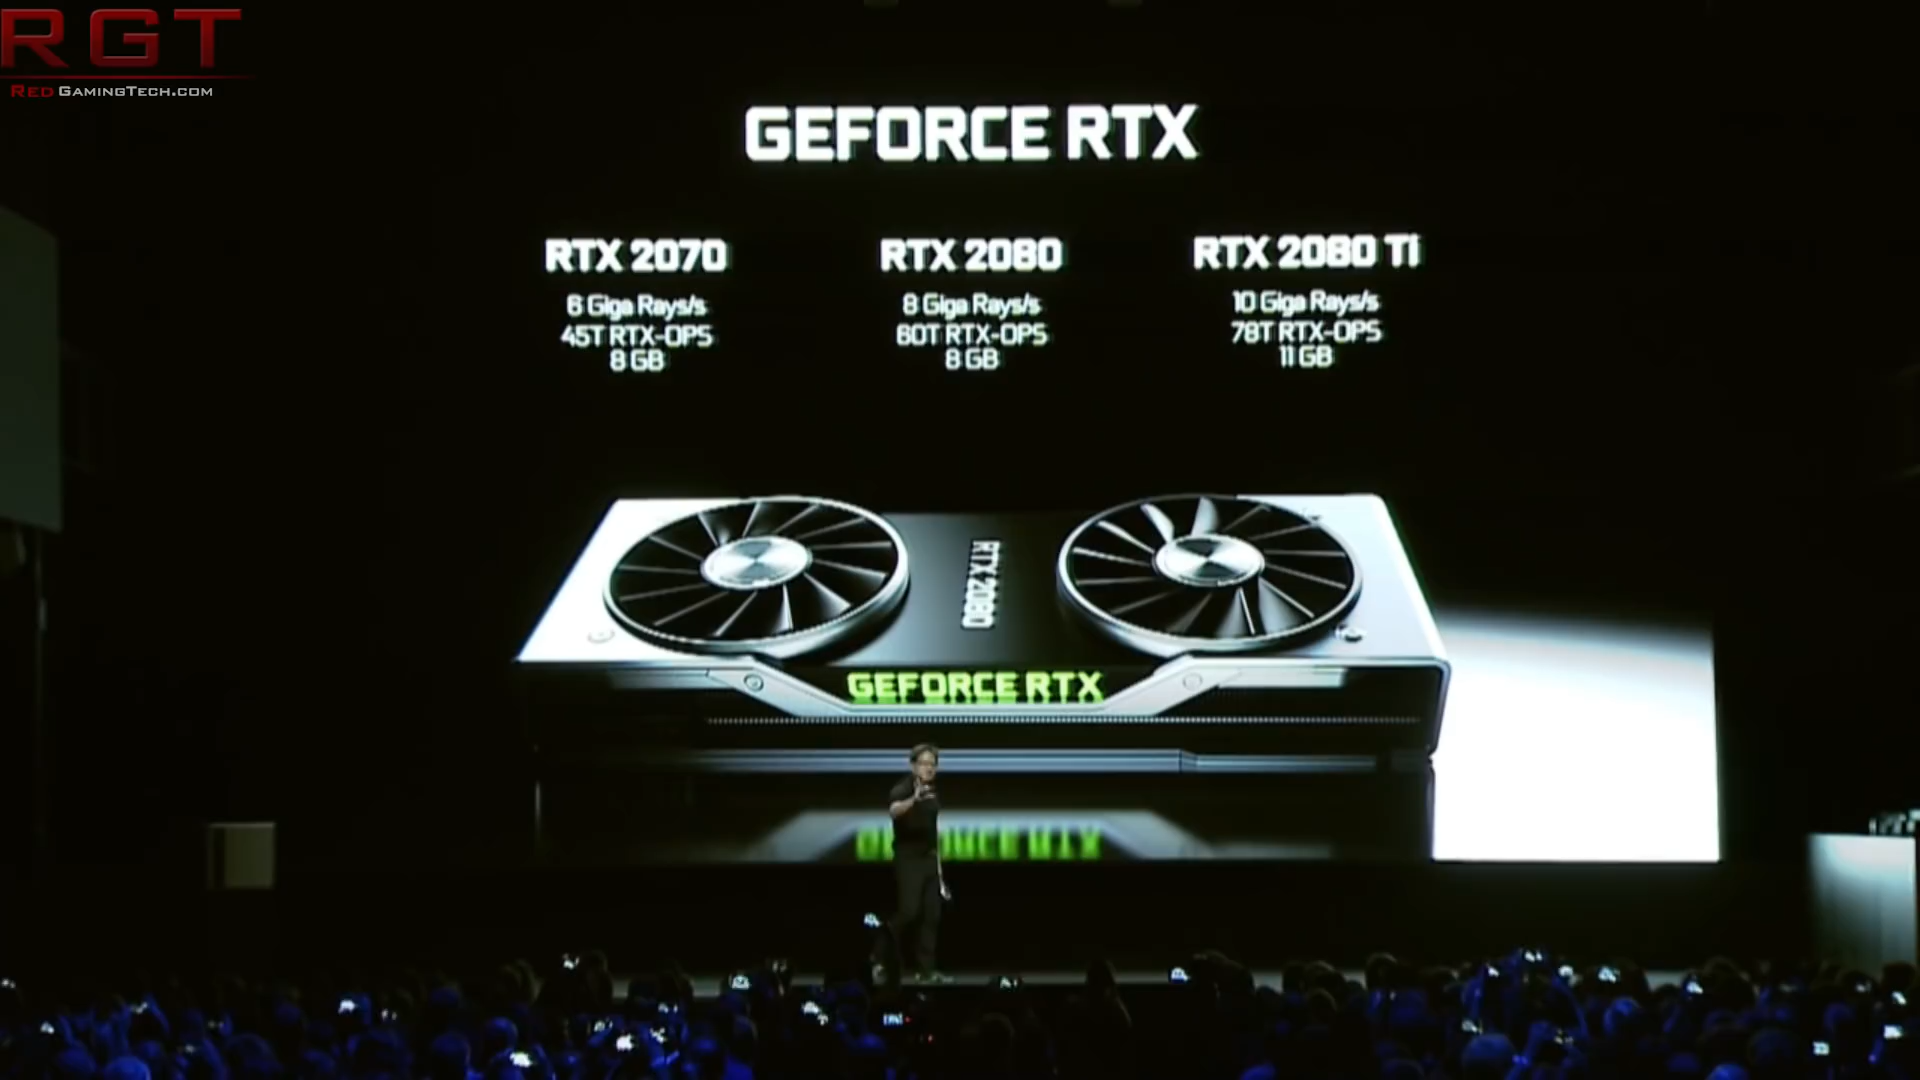 RGT
REDGAMINGTECH.COM
GEFORCE RTX
RTX 2070
6 Giga Rays/s
45T RTX-OPS
8 GB
RTX 2080
8 Giga Rays/s
60T RTX-OPS
8 GB
RTX 2080 Ti
10 Giga Rays/s
78T RTX-OPS
11 GB
RTX 2080
GEFORCE RTX